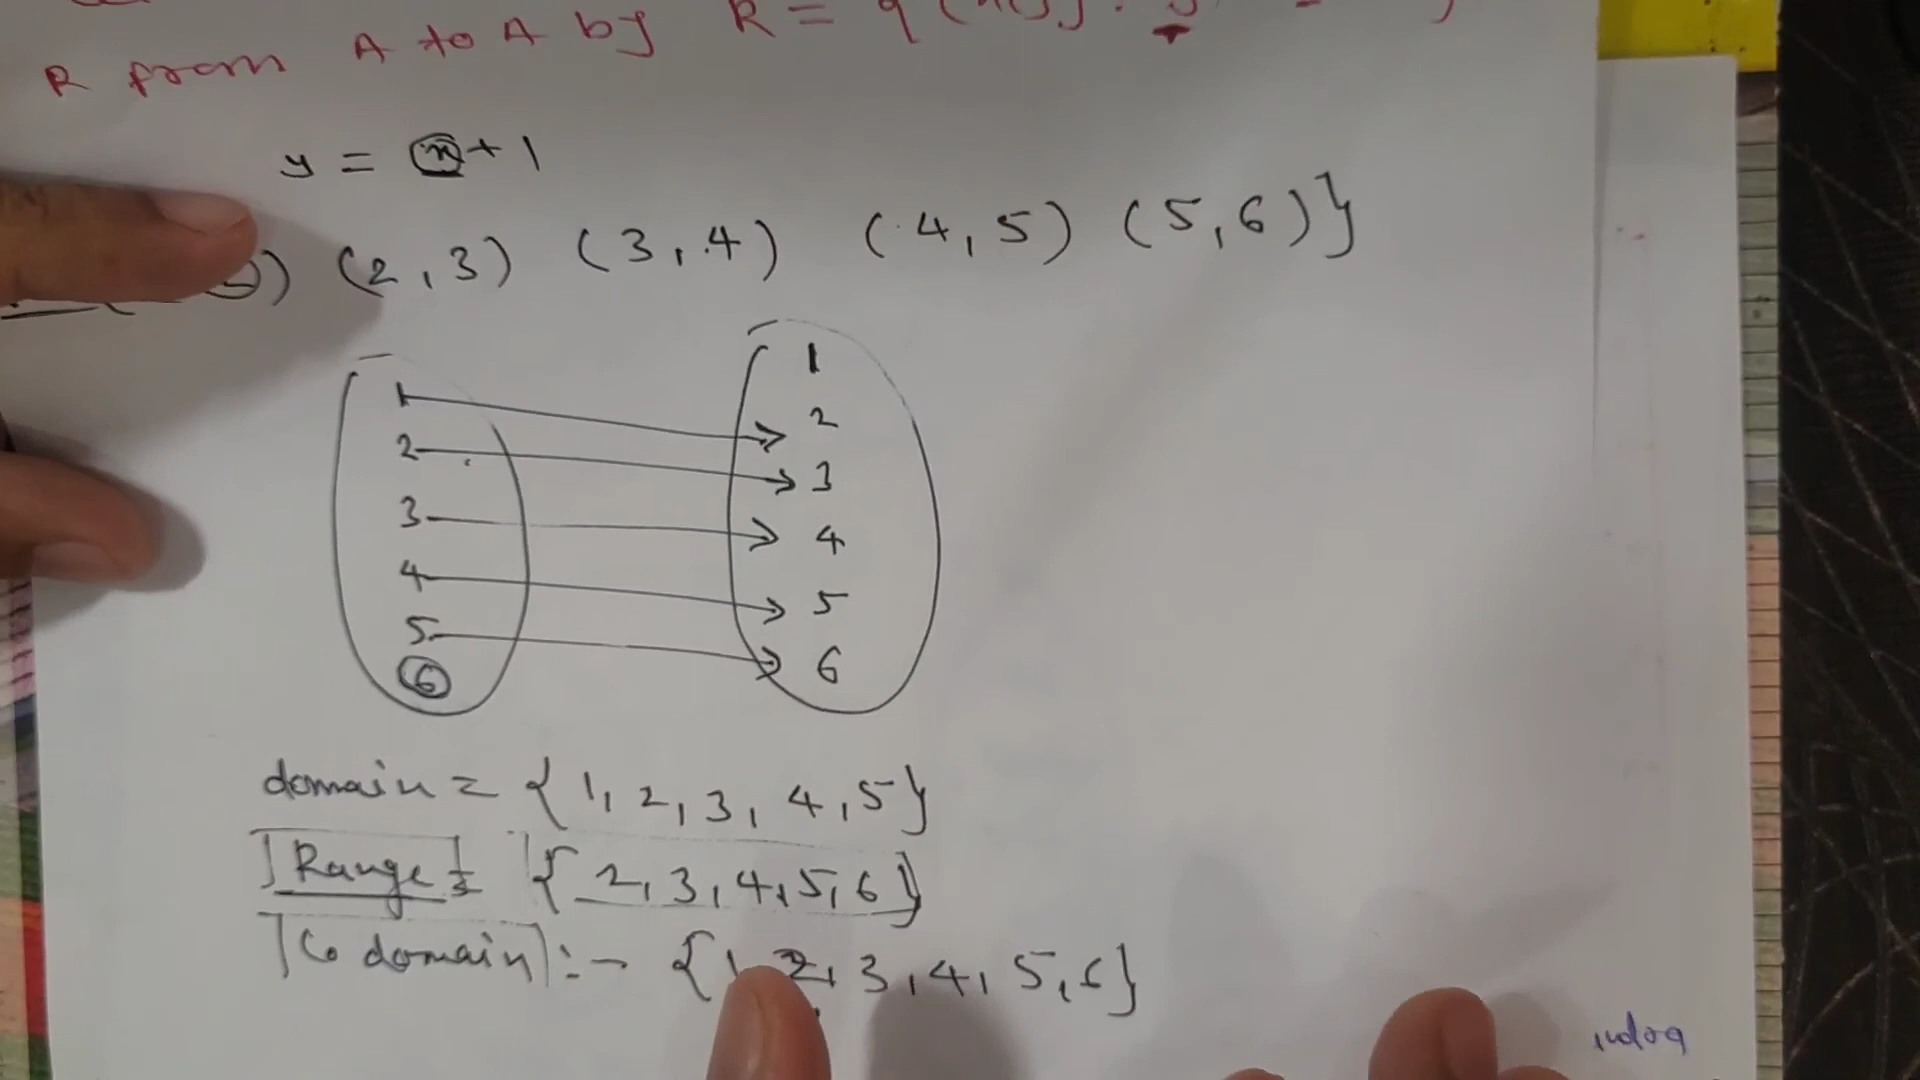 R from A to A by R = {(x,y) :
y = x + 1
(2,3) (3,4) (4,5) (5,6)}
1 1
2 2
3 3
4 4
5 5
6 6
domain = {1, 2, 3, 4, 5}
Range = {2, 3, 4, 5, 6}
Co domain :- {1, 2, 3, 4, 5, 6}